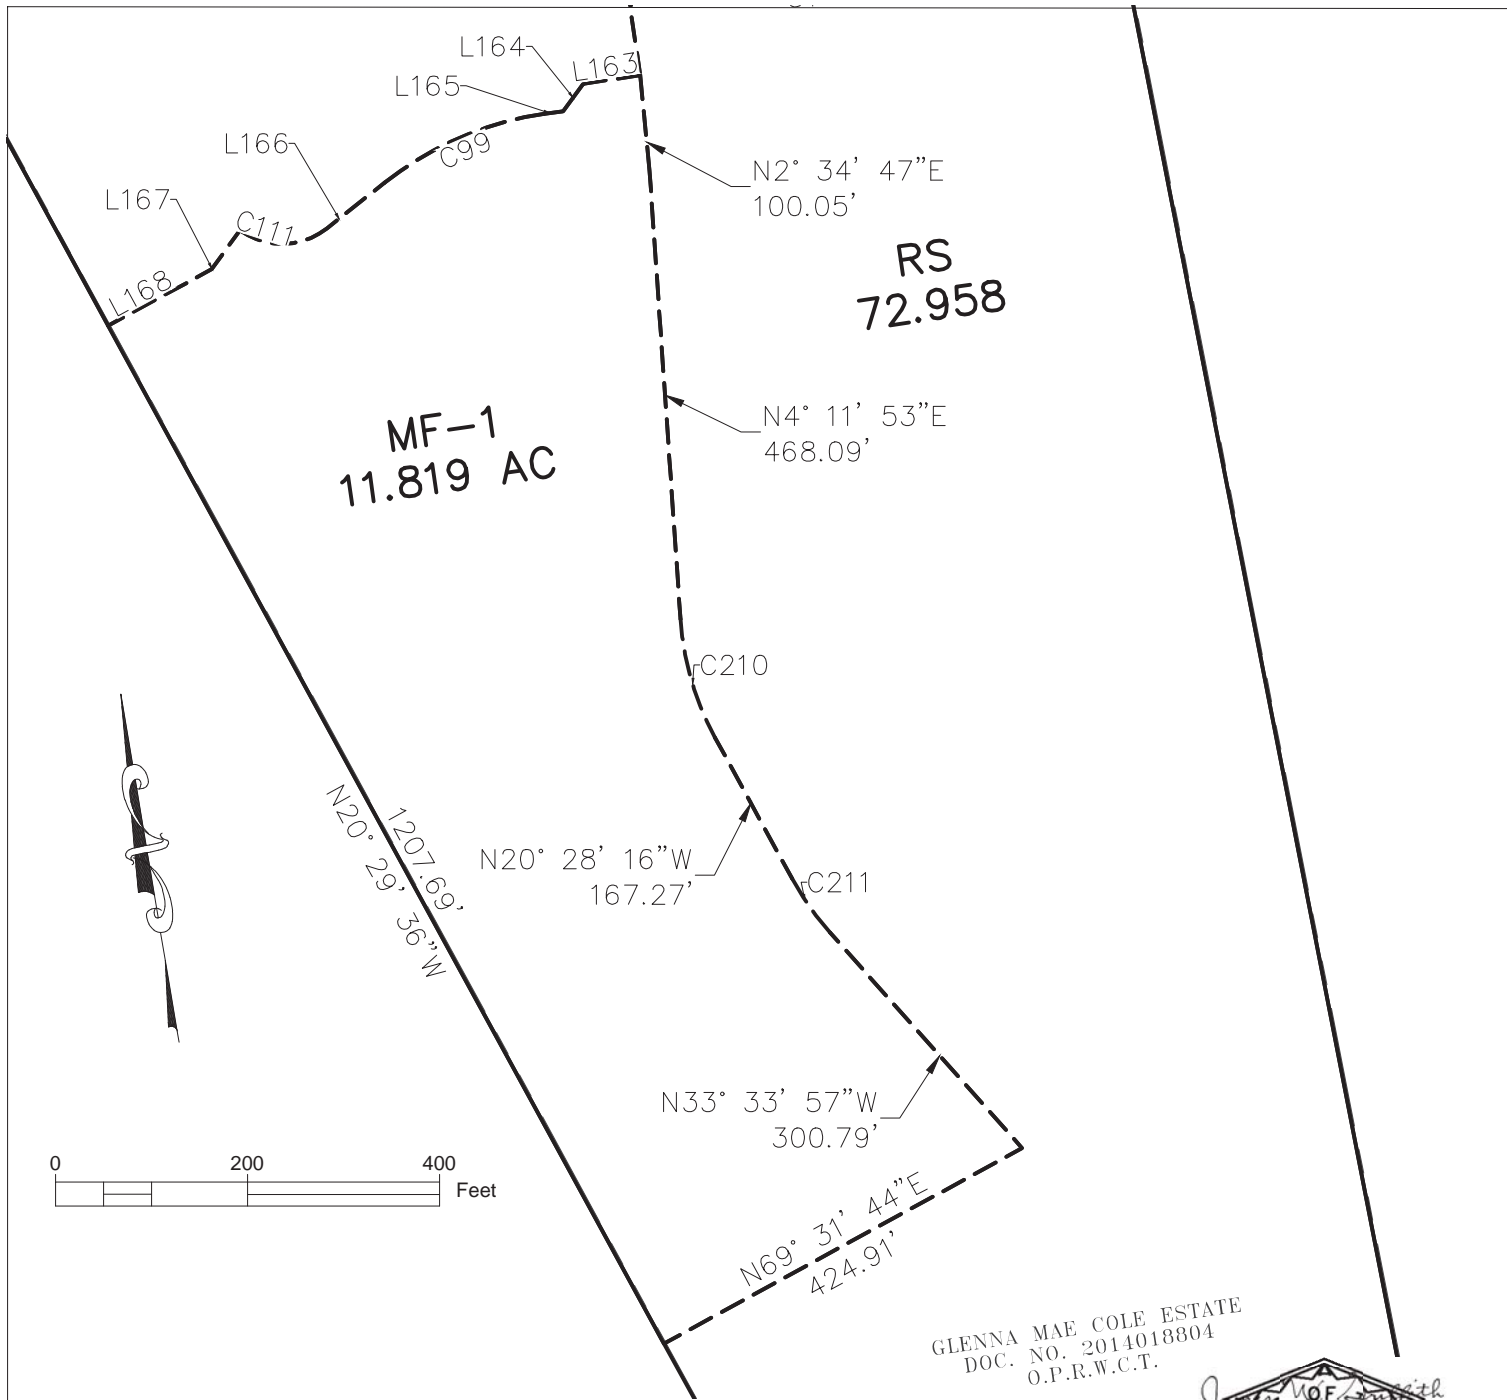 L164
L163
L165
C99
L166
L167
C111
L168
N2° 34' 47"E
100.05'
RS
72.958
N4° 11' 53"E
468.09'
MF-1
11.819 AC
C210
1207.69'
N20° 29' 36"W
N20° 28' 16"W
167.27'
C211
N33° 33' 57"W
300.79'
0 200 400
Feet
N69° 31' 44"E
424.91'
GLENNA MAE COLE ESTATE
DOC. NO. 2014018804
O.P.R.W.C.T.
OF